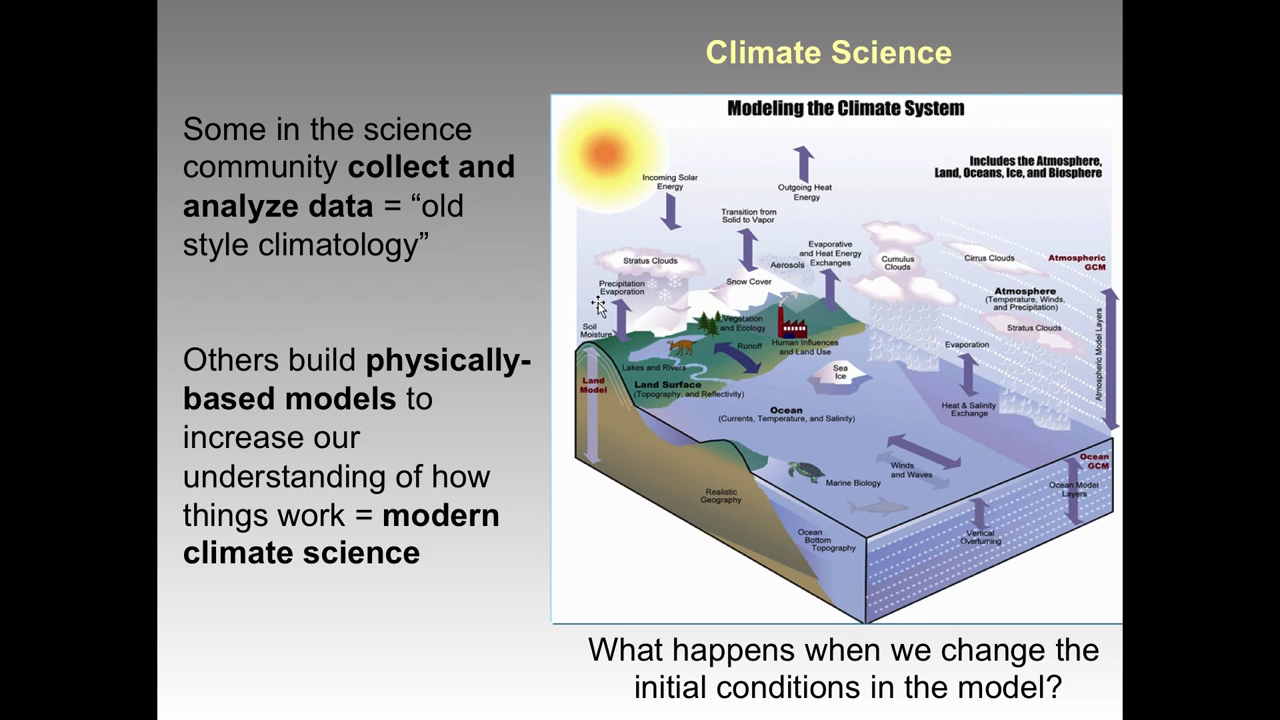 Climate Science
Some in the science
community collect and
analyze data = “old
style climatology”
Others build physically-
based models to
increase our
understanding of how
things work = modern
climate science
Modeling the Climate System
Includes the Atmosphere,
Land, Oceans, Ice, and Biosphere
Incoming Solar
Energy
Outgoing Heat
Energy
Transition from
Solid to Vapor
Evaporative
and Heat Energy
Exchanges
Stratus Clouds
Aerosols
Cumulus
Clouds
Cirrus Clouds
Atmospheric
GCM
Precipitation
Evaporation
Snow Cover
Atmosphere
(Temperature, Winds,
and Precipitation)
Stratus Clouds
Atmospheric Model Layers
Soil
Moisture
Vegetation
and Ecology
Runoff
Human Influences
and Land Use
Evaporation
Lakes and Rivers
Sea
Ice
Land
Model
Land Surface
(Topography, and Reflectivity)
Ocean
(Currents, Temperature, and Salinity)
Heat & Salinity
Exchange
Ocean
GCM
Winds
and Waves
Marine Biology
Ocean Model
Layers
Realistic
Geography
Ocean
Bottom
Topography
Vertical
Overturning
What happens when we change the
initial conditions in the model?